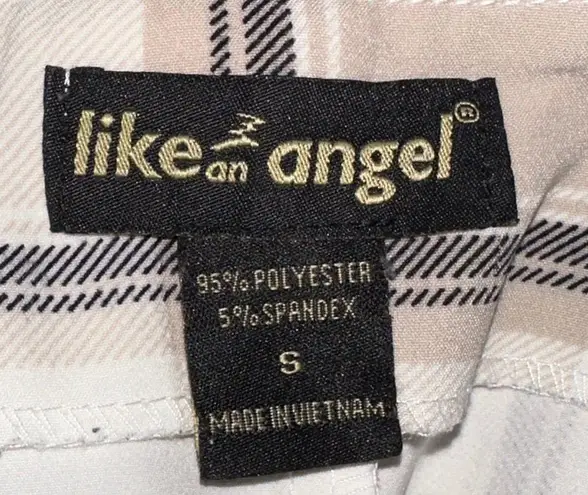 like an angel®
95% POLYESTER
5% SPANDEX
S
MADE IN VIETNAM